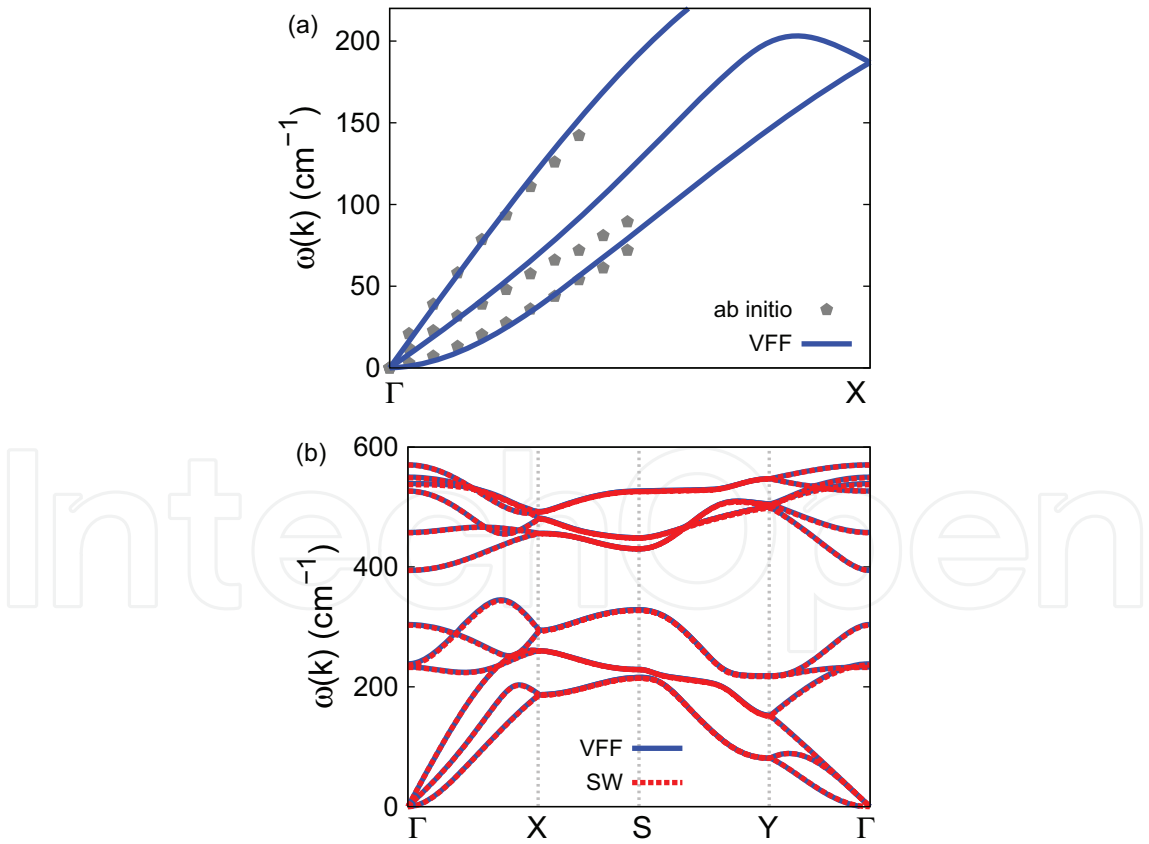 (a)
200
150
100
50
0
ω(k) (cm⁻¹)
ab initio
VFF
Γ X
(b)
600
400
200
0
ω(k) (cm⁻¹)
VFF
SW
Γ X S Y Γ
IntechOpen